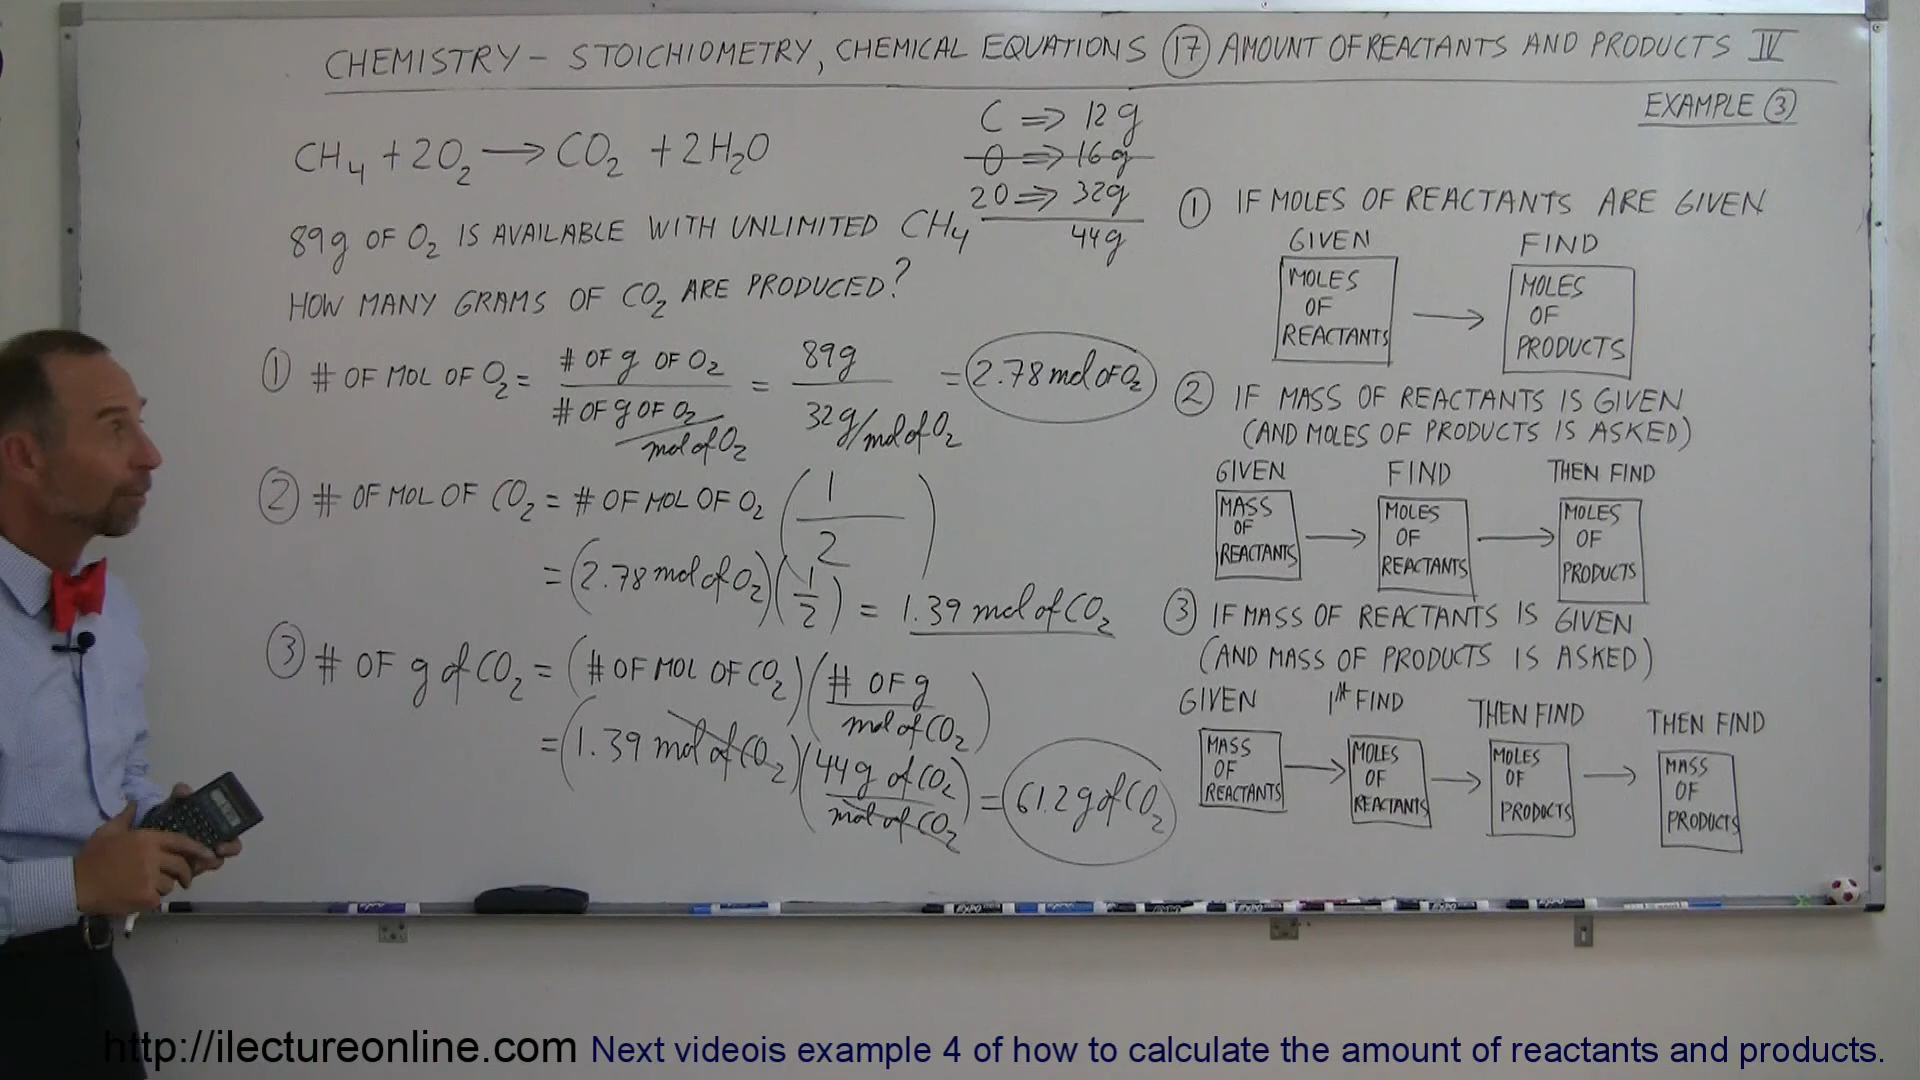 CHEMISTRY – STOICHIOMETRY, CHEMICAL EQUATIONS ⑰ AMOUNT OF REACTANTS AND PRODUCTS IV
EXAMPLE ③
CH₄ + 2O₂ → CO₂ + 2H₂O
C ⇒ 12g
O ⇒ 16g
2O ⇒ 32g
44g
89g OF O₂ IS AVAILABLE WITH UNLIMITED CH₄
HOW MANY GRAMS OF CO₂ ARE PRODUCED?
① # OF MOL OF O₂ = # OF g OF O₂ / # OF g OF O₂/mol of O₂ = 89g / 32g/mol of O₂ = 2.78 mol OF O₂
② # OF MOL OF CO₂ = # OF MOL OF O₂ (1/2)
= (2.78 mol of O₂)(1/2) = 1.39 mol of CO₂
③ # OF g of CO₂ = (# OF MOL OF CO₂)(# OF g / mol of CO₂)
= (1.39 mol of CO₂)(44g of CO₂ / mol of CO₂) = 61.2g of CO₂
① IF MOLES OF REACTANTS ARE GIVEN
GIVEN FIND
MOLES OF REACTANTS → MOLES OF PRODUCTS
② IF MASS OF REACTANTS IS GIVEN
(AND MOLES OF PRODUCTS IS ASKED)
GIVEN FIND THEN FIND
MASS OF REACTANTS → MOLES OF REACTANTS → MOLES OF PRODUCTS
③ IF MASS OF REACTANTS IS GIVEN
(AND MASS OF PRODUCTS IS ASKED)
GIVEN 1st FIND THEN FIND THEN FIND
MASS OF REACTANTS → MOLES OF REACTANTS → MOLES OF PRODUCTS → MASS OF PRODUCTS
http://ilectureonline.com Next videois example 4 of how to calculate the amount of reactants and products.